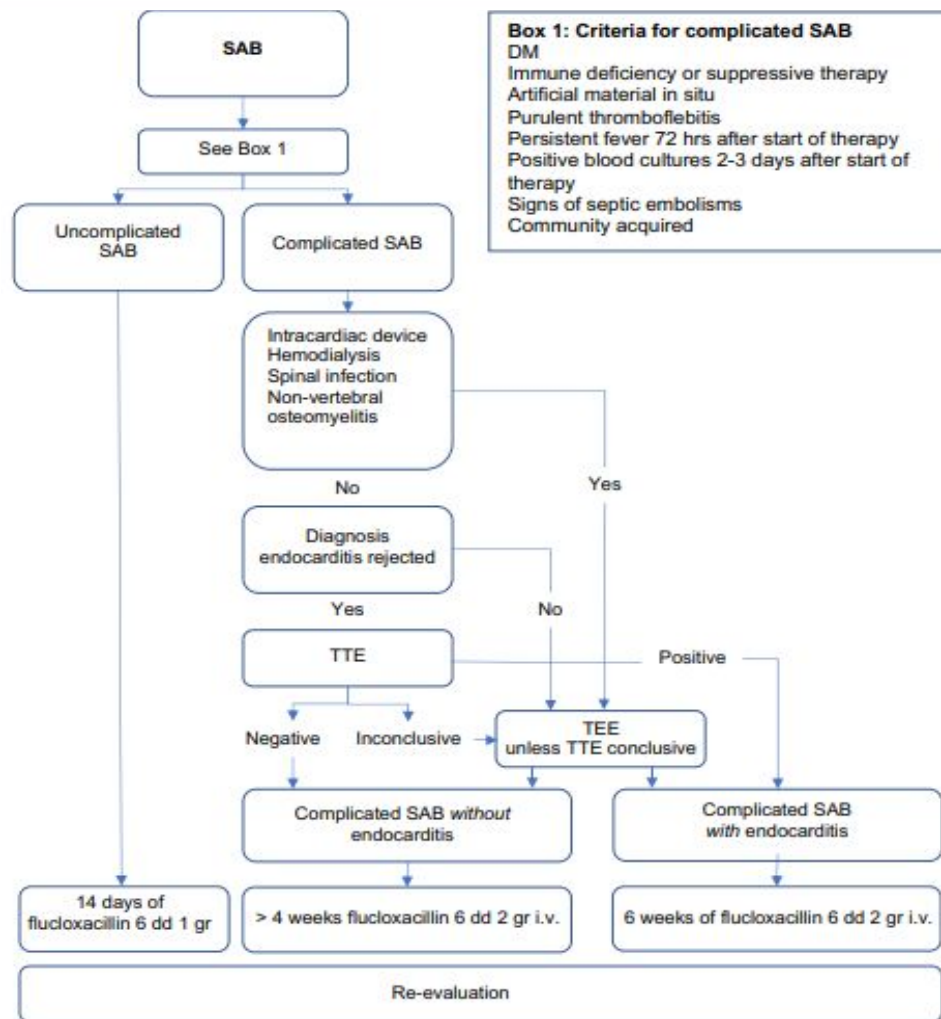 SAB
Box 1: Criteria for complicated SAB
DM
Immune deficiency or suppressive therapy
Artificial material in situ
Purulent thromboflebitis
Persistent fever 72 hrs after start of therapy
Positive blood cultures 2-3 days after start of
therapy
Signs of septic embolisms
Community acquired
See Box 1
Uncomplicated
SAB
Complicated SAB
Intracardiac device
Hemodialysis
Spinal infection
Non-vertebral
osteomyelitis
No
Yes
Diagnosis
endocarditis rejected
Yes
No
TTE
Positive
Negative
Inconclusive
TEE
unless TTE conclusive
Complicated SAB without
endocarditis
Complicated SAB
with endocarditis
14 days of
flucloxacillin 6 dd 1 gr
> 4 weeks flucloxacillin 6 dd 2 gr i.v.
6 weeks of flucloxacillin 6 dd 2 gr i.v.
Re-evaluation